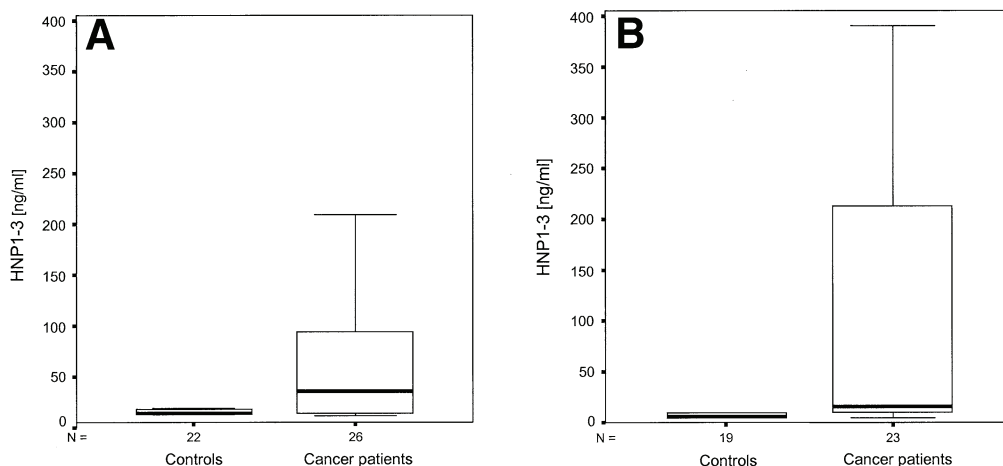 A
HNP1-3 [ng/ml]
400
350
300
250
200
150
100
50
0
N =
22
26
Controls
Cancer patients
B
HNP1-3 [ng/ml]
400
350
300
250
200
150
100
50
0
N =
19
23
Controls
Cancer patients